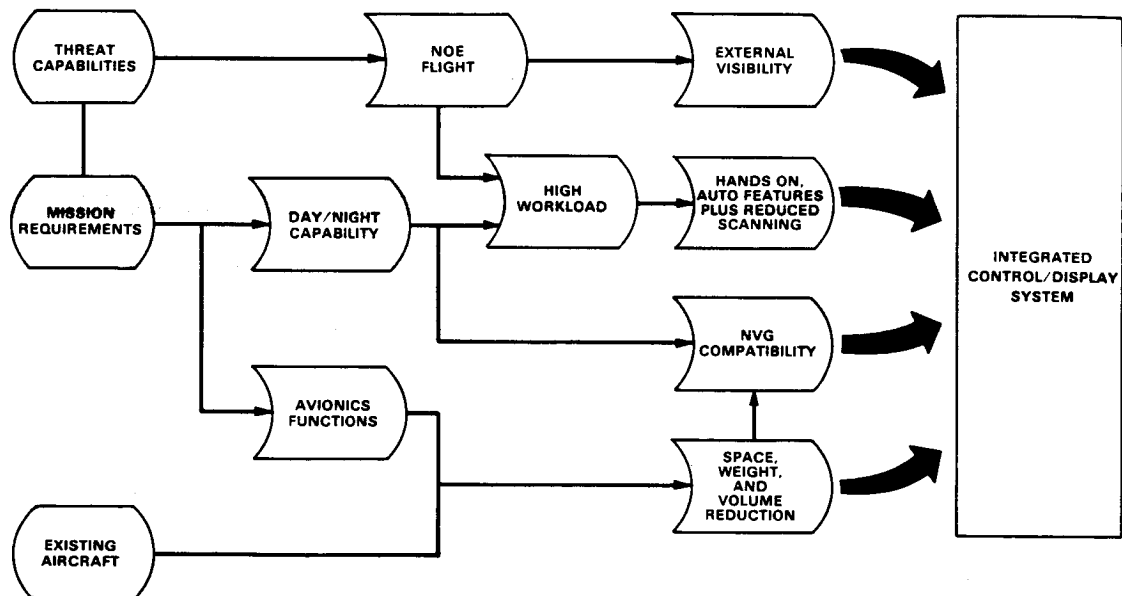 THREAT
CAPABILITIES
NOE
FLIGHT
EXTERNAL
VISIBILITY
MISSION
REQUIREMENTS
DAY/NIGHT
CAPABILITY
HIGH
WORKLOAD
HANDS ON,
AUTO FEATURES
PLUS REDUCED
SCANNING
INTEGRATED
CONTROL/DISPLAY
SYSTEM
NVG
COMPATIBILITY
AVIONICS
FUNCTIONS
SPACE,
WEIGHT,
AND
VOLUME
REDUCTION
EXISTING
AIRCRAFT